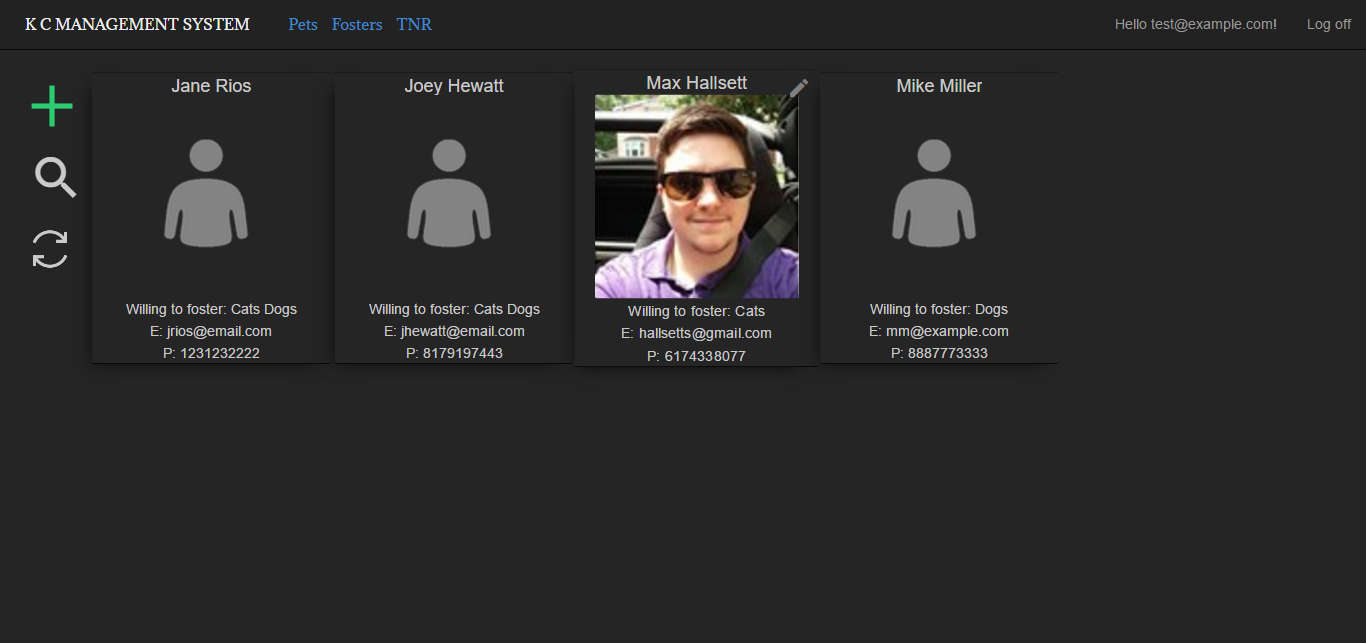 K C MANAGEMENT SYSTEM Pets Fosters TNR Hello test@example.com! Log off
Jane Rios
Willing to foster: Cats Dogs
E: jrios@email.com
P: 1231232222
Joey Hewatt
Willing to foster: Cats Dogs
E: jhewatt@email.com
P: 8179197443
Max Hallsett
Willing to foster: Cats
E: hallsetts@gmail.com
P: 6174338077
Mike Miller
Willing to foster: Dogs
E: mm@example.com
P: 8887773333